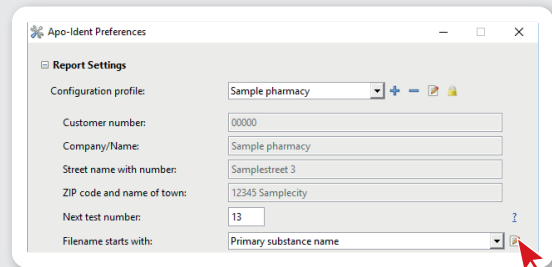 Apo-Ident Preferences
Report Settings
Configuration profile: Sample pharmacy
Customer number: 00000
Company/Name: Sample pharmacy
Street name with number: Samplestreet 3
ZIP code and name of town: 12345 Samplecity
Next test number: 13 ?
Filename starts with: Primary substance name